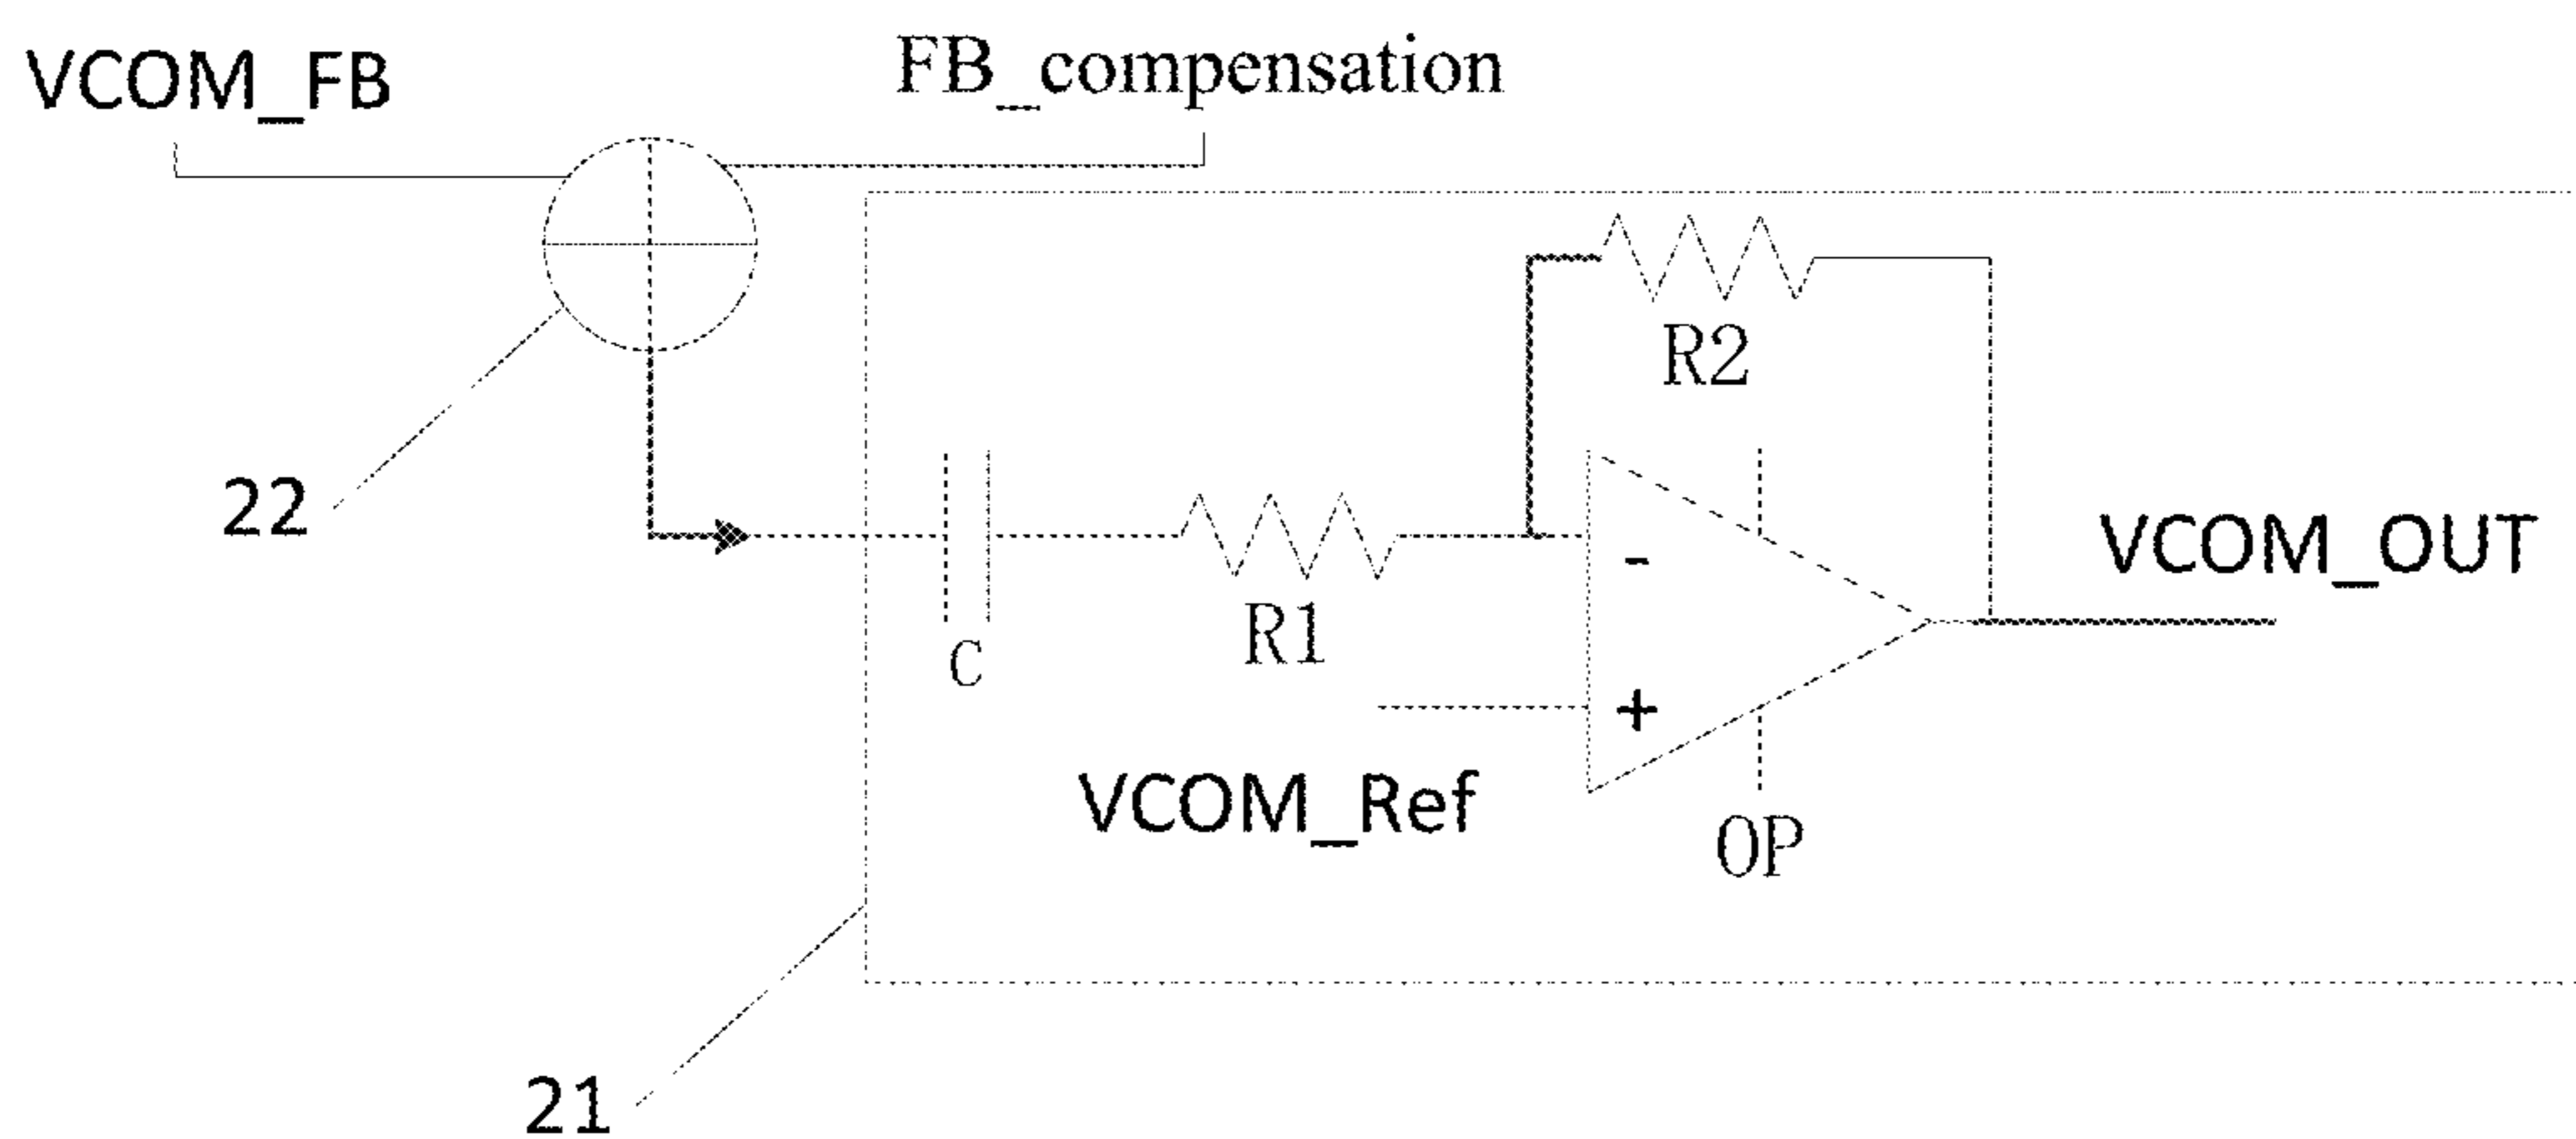 VCOM_FB
FB_compensation
R2
22
-
VCOM_OUT
R1
C
+
VCOM_Ref
OP
21